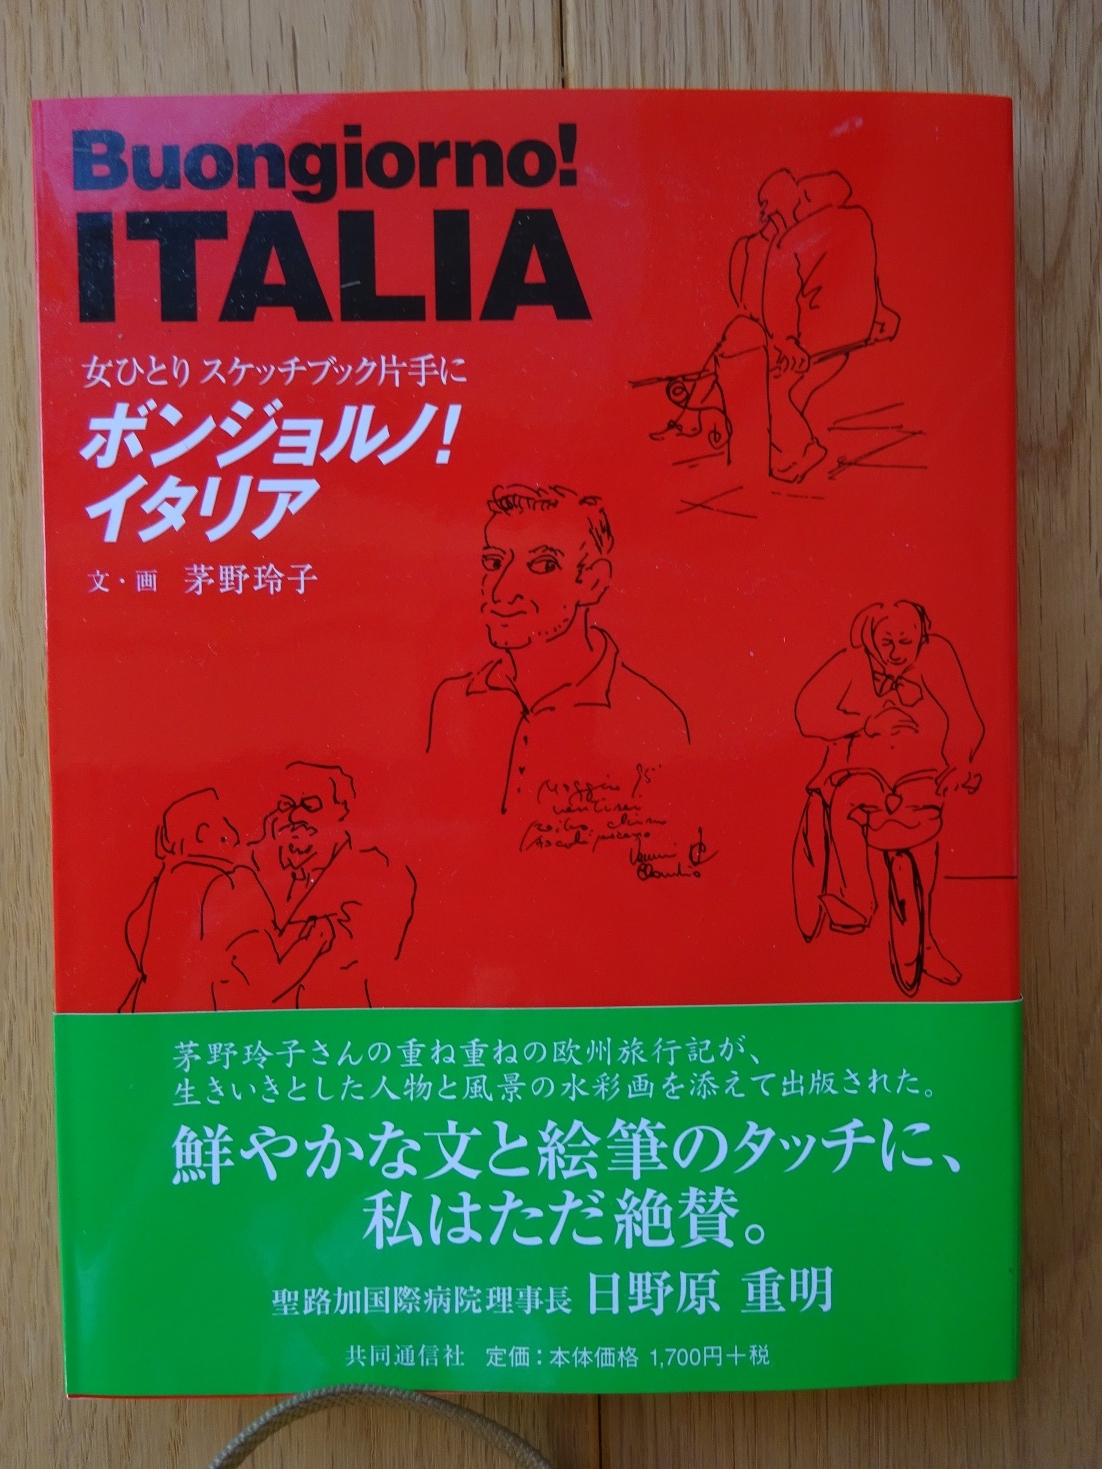 Buongiorno!
ITALIA
女ひとり スケッチブック片手に
ボンジョルノ!
イタリア
文・画 茅野玲子
Maggio 95'
茅野玲子さんの重ね重ねの欧州旅行記が、
生きいきとした人物と風景の水彩画を添えて出版された。
鮮やかな文と絵筆のタッチに、
私はただ絶賛。
聖路加国際病院理事長 日野原 重明
共同通信社 定価:本体価格 1,700円+税